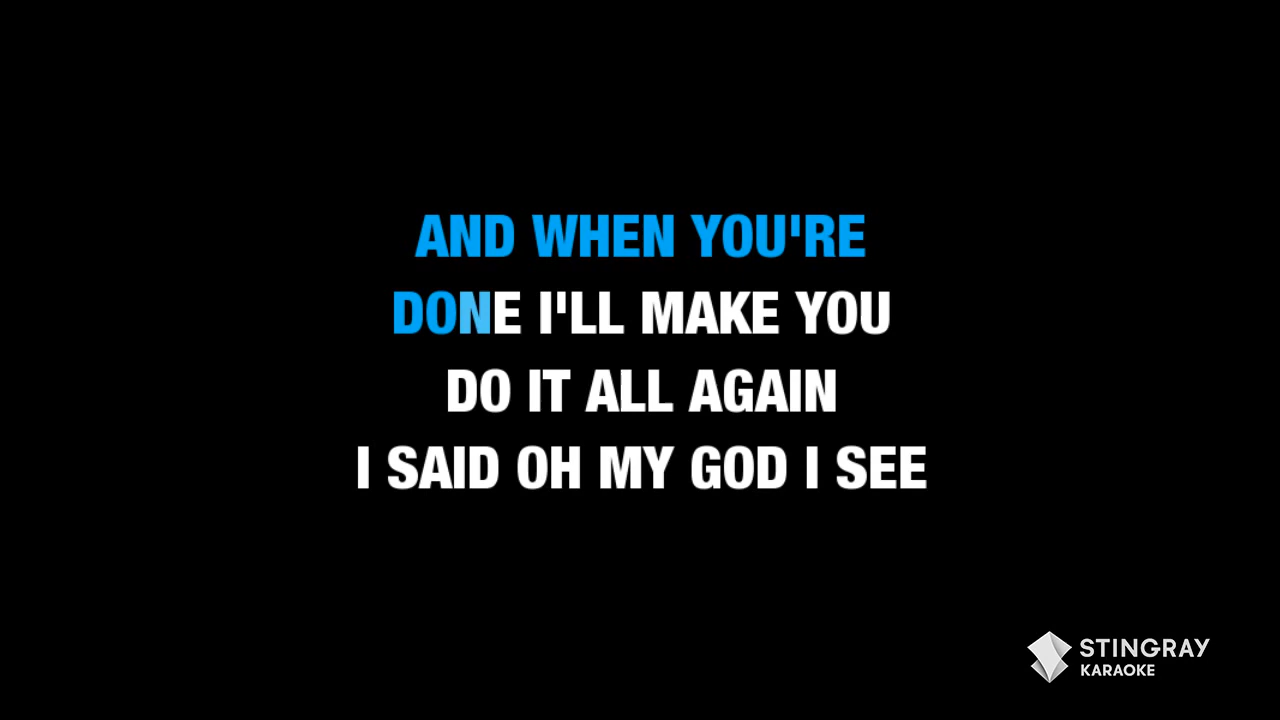 AND WHEN YOU'RE
DONE I'LL MAKE YOU
DO IT ALL AGAIN
I SAID OH MY GOD I SEE
STINGRAY
KARAOKE